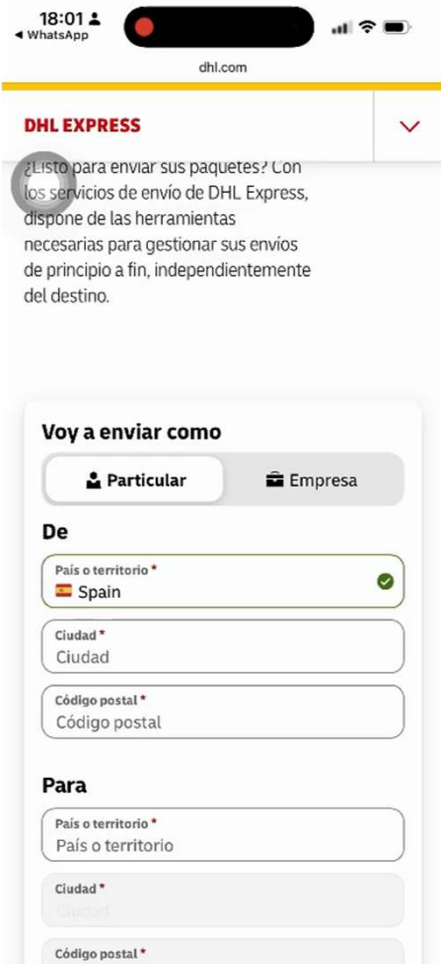 18:01
◀ WhatsApp
dhl.com
DHL EXPRESS
¿Listo para enviar sus paquetes? Con
los servicios de envío de DHL Express,
dispone de las herramientas
necesarias para gestionar sus envíos
de principio a fin, independientemente
del destino.
Voy a enviar como
Particular
Empresa
De
País o territorio *
Spain
Ciudad *
Ciudad
Código postal *
Código postal
Para
País o territorio *
País o territorio
Ciudad *
Ciudad
Código postal *